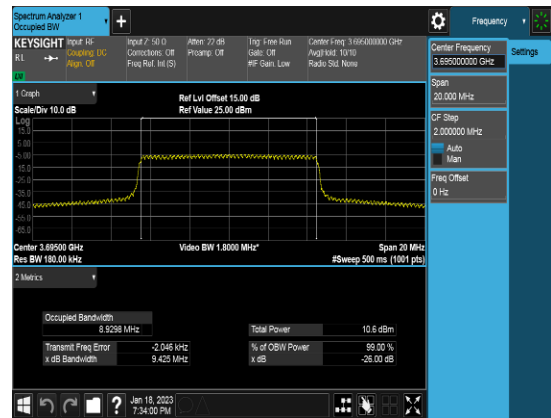 Spectrum Analyzer 1
Occupied BW
+
Frequency
KEYSIGHT
RL
Input: RF
Coupling: DC
Align: Off
Input Z: 50 Ω
Corrections: Off
Freq Ref: Int (S)
Atten: 22 dB
Preamp: Off
Trig: Free Run
Gate: Off
#IF Gain: Low
Center Freq: 3.695000000 GHz
Avg|Hold: 10/10
Radio Std: None
Center Frequency
3.695000000 GHz
Settings
Span
20.000 MHz
CF Step
2.000000 MHz
Auto
Man
Freq Offset
0 Hz
1 Graph
Scale/Div 10.0 dB
Ref Lvl Offset 15.00 dB
Ref Value 25.00 dBm
Log
15.0
5.00
-5.00
-15.0
-25.0
-35.0
-45.0
-55.0
-65.0
Center 3.69500 GHz
Res BW 180.00 kHz
Video BW 1.8000 MHz*
Span 20 MHz
#Sweep 500 ms (1001 pts)
2 Metrics
Occupied Bandwidth
8.9298 MHz
Total Power 10.6 dBm
Transmit Freq Error -2.046 kHz
% of OBW Power 99.00 %
x dB Bandwidth 9.425 MHz
x dB -26.00 dB
?
Jan 18, 2023
7:34:00 PM